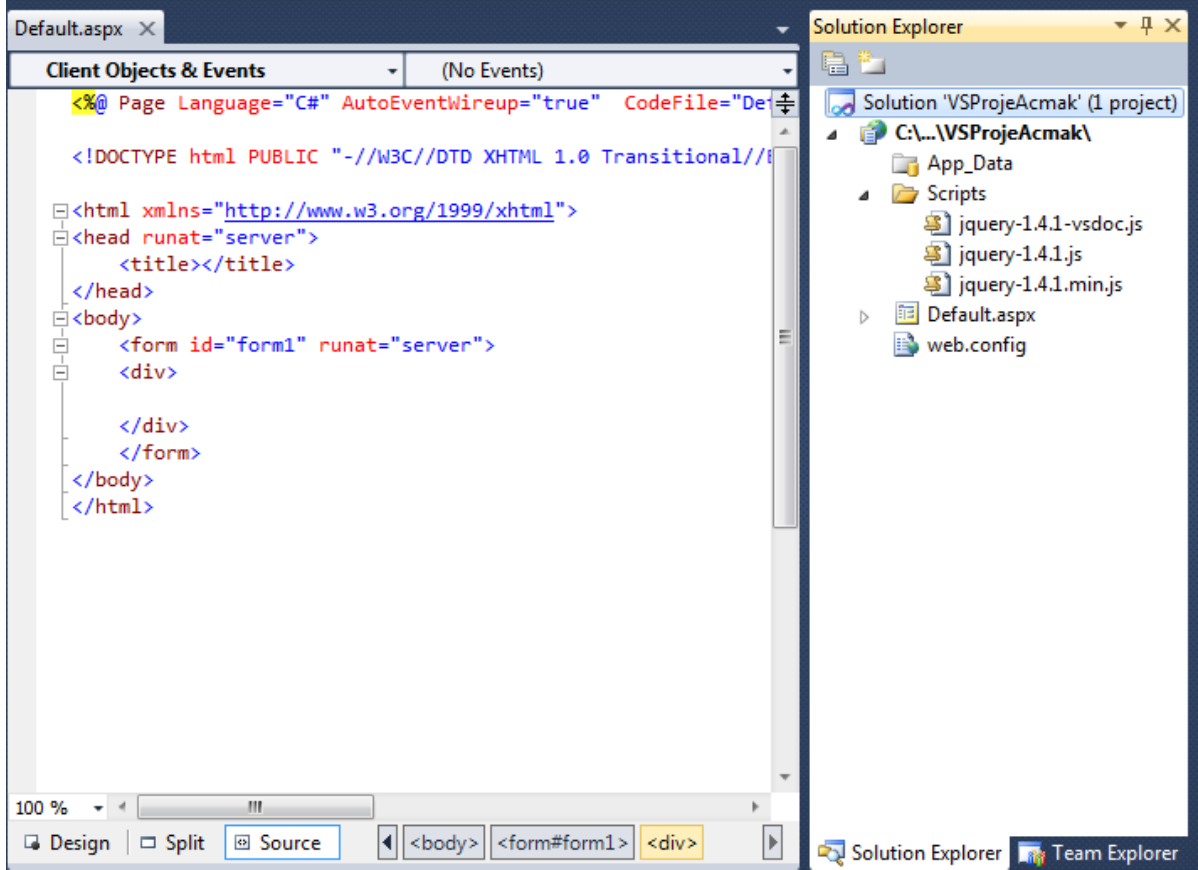 Default.aspx
Client Objects & Events
(No Events)
<%@ Page Language="C#" AutoEventWireup="true"  CodeFile="Def
<!DOCTYPE html PUBLIC "-//W3C//DTD XHTML 1.0 Transitional//E
<html xmlns="http://www.w3.org/1999/xhtml">
<head runat="server">
    <title></title>
</head>
<body>
    <form id="form1" runat="server">
    <div>
    </div>
    </form>
</body>
</html>
100 %
Design
Split
Source
<body>
<form#form1>
<div>
Solution Explorer
Solution 'VSProjeAcmak' (1 project)
C:\...\VSProjeAcmak\
App_Data
Scripts
jquery-1.4.1-vsdoc.js
jquery-1.4.1.js
jquery-1.4.1.min.js
Default.aspx
web.config
Solution Explorer
Team Explorer